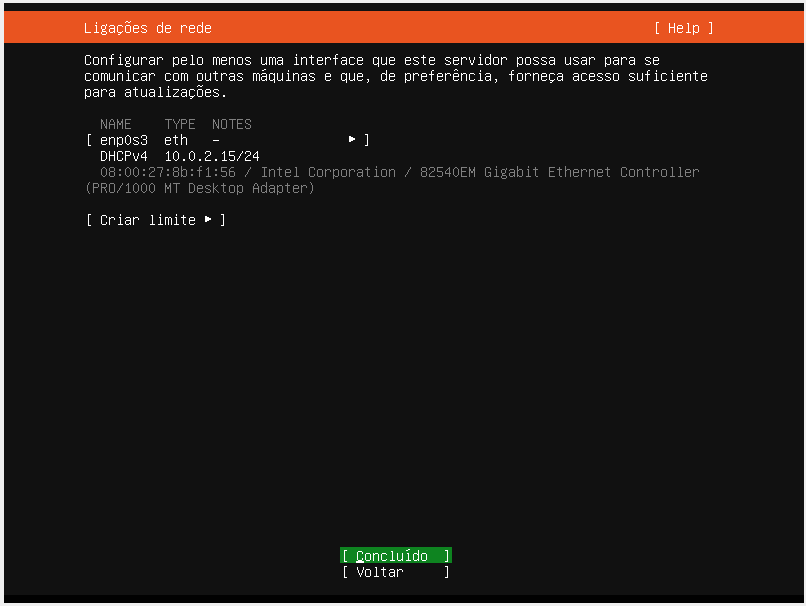 Ligações de rede [ Help ]
Configurar pelo menos uma interface que este servidor possa usar para se
comunicar com outras máquinas e que, de preferência, forneça acesso suficiente
para atualizações.
NAME TYPE NOTES
[ enp0s3 eth – ▸ ]
DHCPv4 10.0.2.15/24
08:00:27:8b:f1:56 / Intel Corporation / 82540EM Gigabit Ethernet Controller
(PRO/1000 MT Desktop Adapter)
[ Criar limite ▸ ]
[ Concluído ]
[ Voltar ]